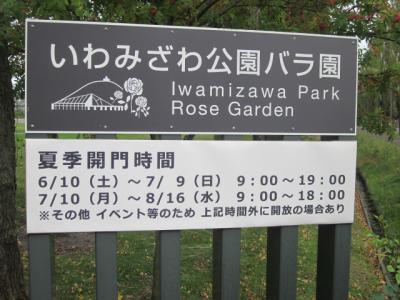 いわみざわ公園バラ園
Iwamizawa Park
Rose Garden
夏季開門時間
6/10（土）～7/ 9（日） 9：00～19：00
7/10（月）～8/16（水） 9：00～18：00
※その他 イベント等のため 上記時間外に開放の場合あり